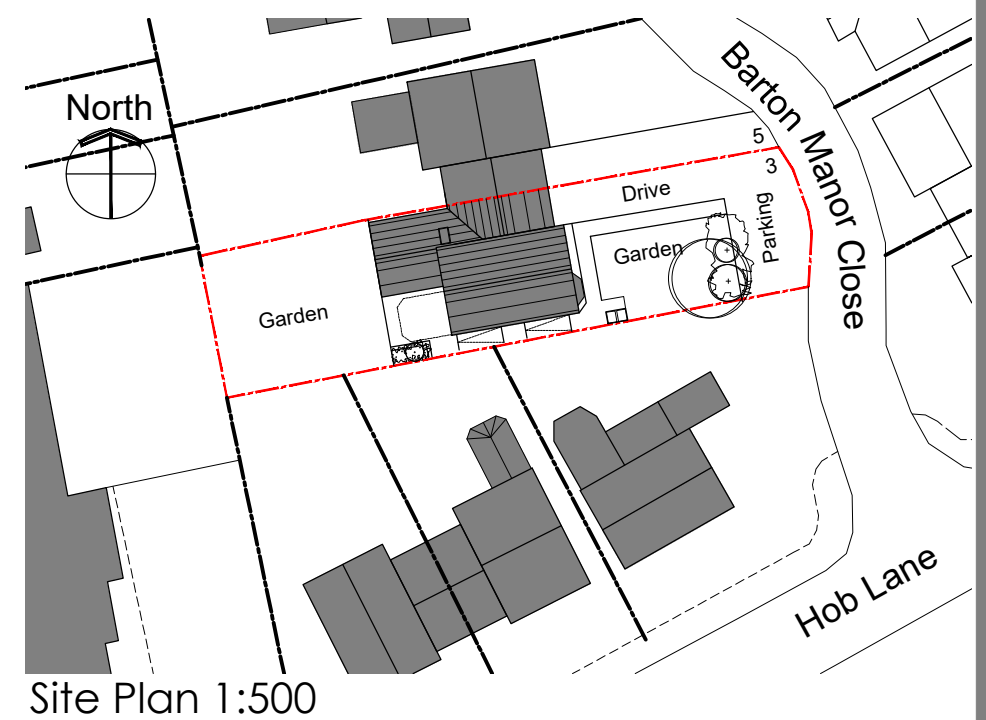 North
Barton Manor Close
5
3
Drive
Parking
Garden
Garden
Hob Lane
Site Plan 1:500